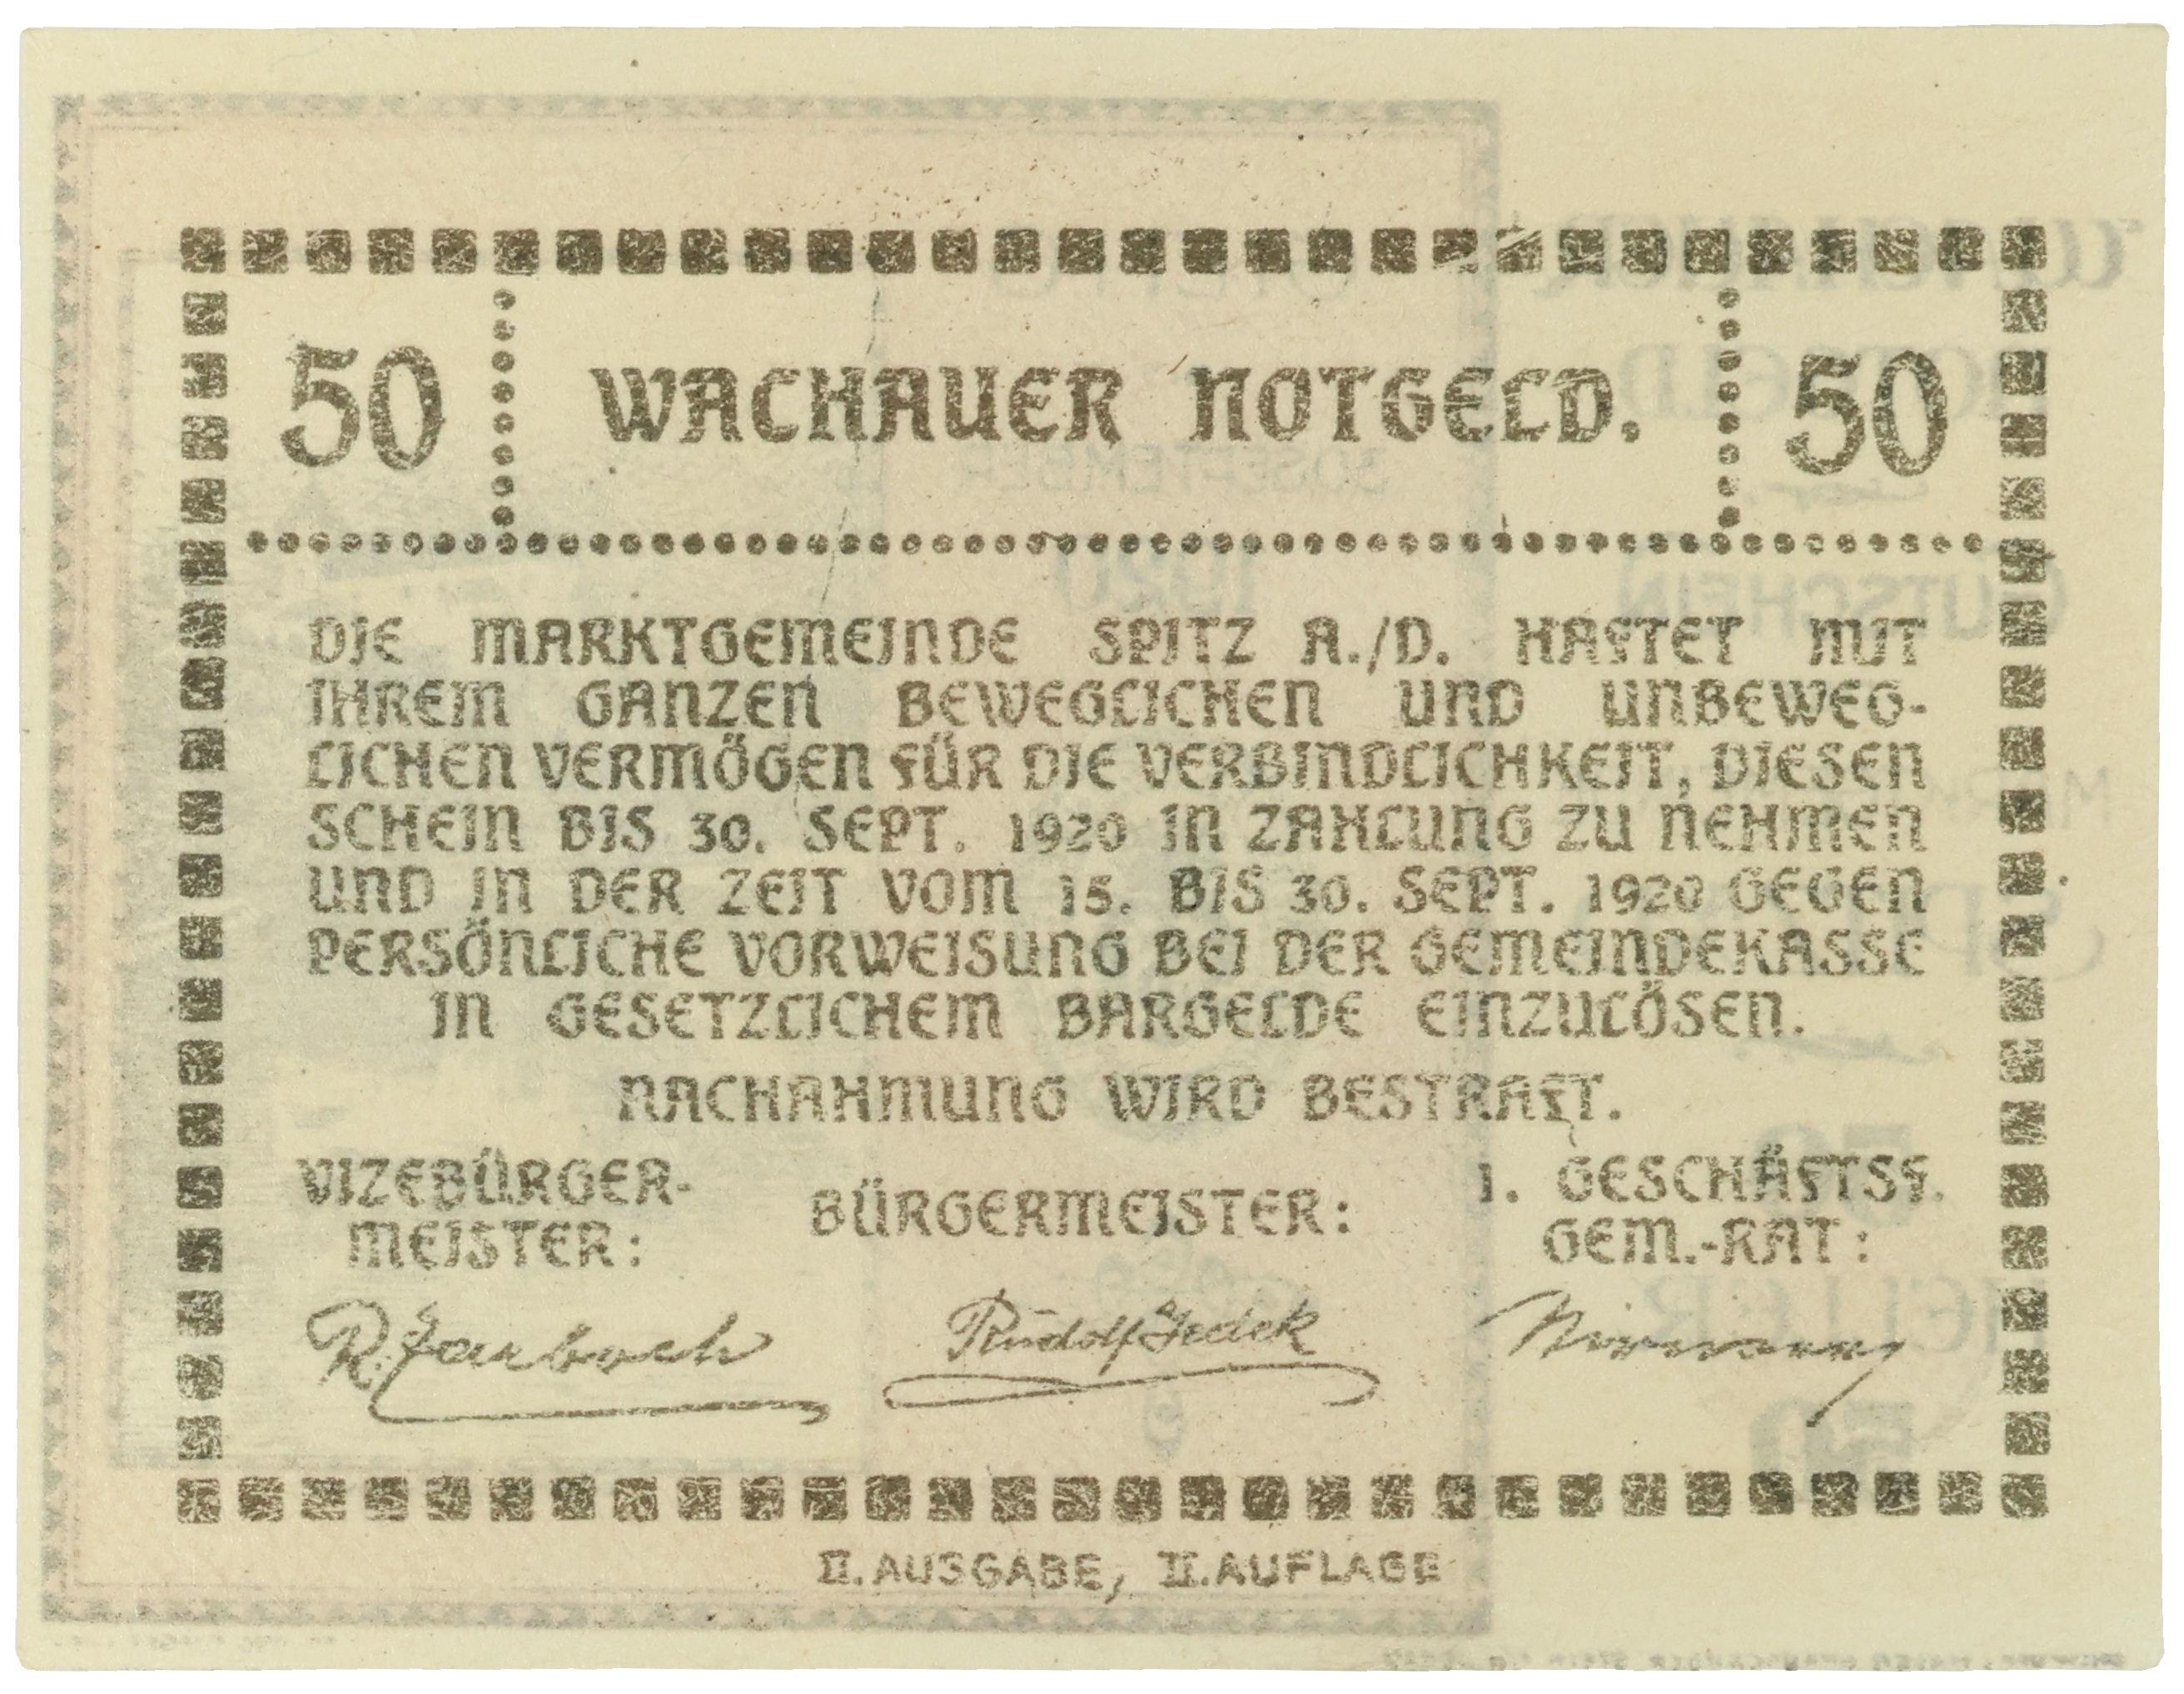 50 WACHAUER NOTGELD. 50
DIE MARKTGEMEINDE SPITZ A./D. HAFTET MIT
IHREM GANZEN BEWEGLICHEN UND UNBEWEG-
LICHEN VERMÖGEN FÜR DIE VERBINDLICHKEIT, DIESEN
SCHEIN BIS 30. SEPT. 1920 IN ZAHLUNG ZU NEHMEN
UND IN DER ZEIT VOM 15. BIS 30. SEPT. 1920 GEGEN
PERSÖNLICHE VORWEISUNG BEI DER GEMEINDEKASSE
IN GESETZLICHEM BARGELDE EINZULÖSEN.
NACHAHMUNG WIRD BESTRAFT.
VIZEBÜRGER-
MEISTER:
BÜRGERMEISTER:
1. GESCHÄFTSF.
GEM.-RAT:
Rudolf Jedek
II. AUSGABE, II. AUFLAGE